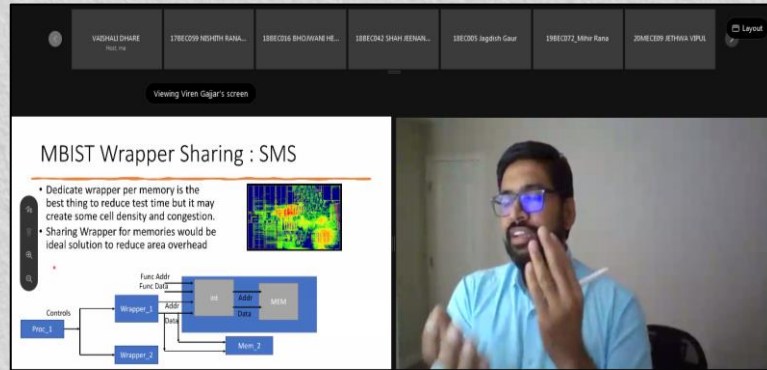 VAISHALI DHARE
Host, me
17BEC059 NISHITH RANA...
18BEC016 BHOJWANI HE...
18BEC042 SHAH JEENAN...
18EC005 Jagdish Gaur
19BEC072_Mihir Rana
20MECE09 JETHWA VIPUL
Layout
Viewing Viren Gajjar's screen
MBIST Wrapper Sharing : SMS
• Dedicate wrapper per memory is the
best thing to reduce test time but it may
create some cell density and congestion.
• Sharing Wrapper for memories would be
ideal solution to reduce area overhead
Func Addr
Func Data
Int
Addr
Data
MEM
Controls
Proc_1
Wrapper_1
Addr
Data
Wrapper_2
Mem_2